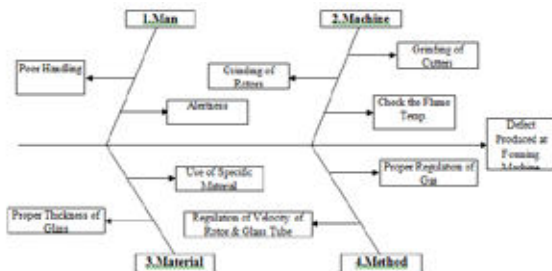 1.Man
2.Machine
Grinding of
Cutters
Poor Handling
Grinding of
Rotors
Alertness
Check the Flame
Temp.
Defect
Produced at
Forming
Machine
Use of Specific
Material
Proper Regulation of
Gas
Proper Thickness of
Glass
Regulation of Velocity of
Rotor & Glass Tube
3.Material
4.Method